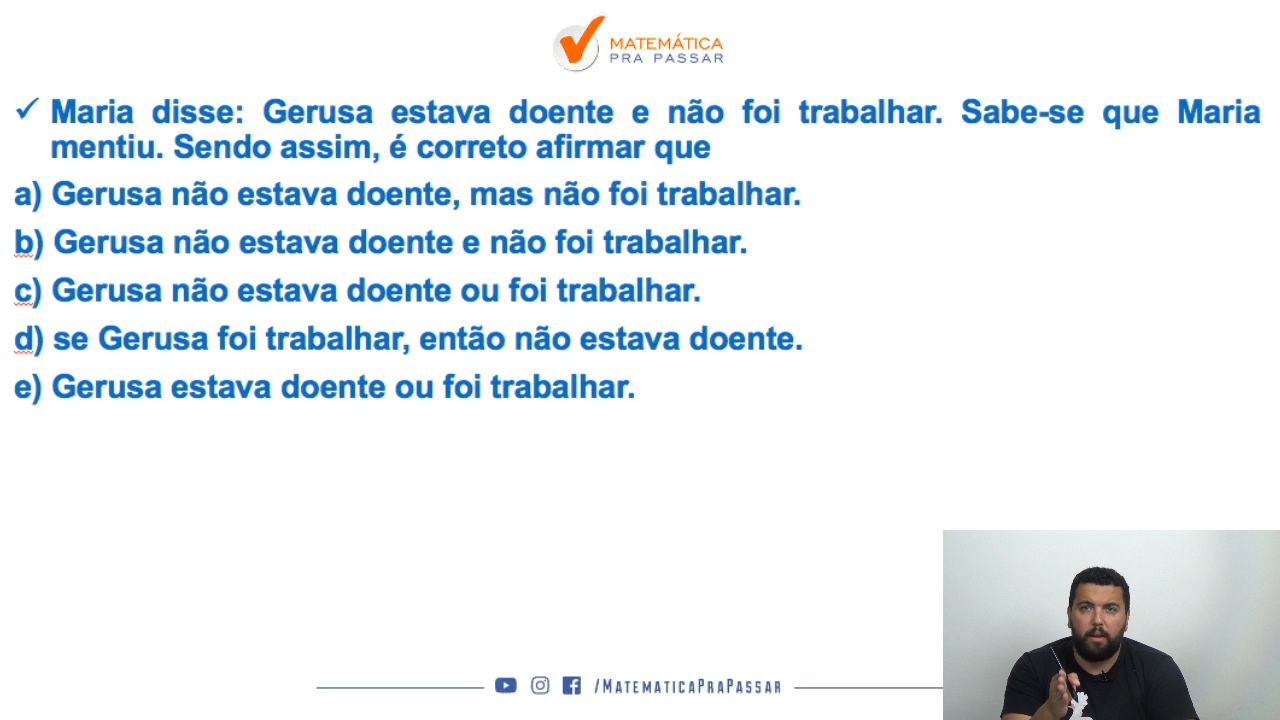 MATEMÁTICA
PRA PASSAR
✓ Maria disse: Gerusa estava doente e não foi trabalhar. Sabe-se que Maria
mentiu. Sendo assim, é correto afirmar que
a) Gerusa não estava doente, mas não foi trabalhar.
b) Gerusa não estava doente e não foi trabalhar.
c) Gerusa não estava doente ou foi trabalhar.
d) se Gerusa foi trabalhar, então não estava doente.
e) Gerusa estava doente ou foi trabalhar.
/MATEMATICAPRAPASSAR